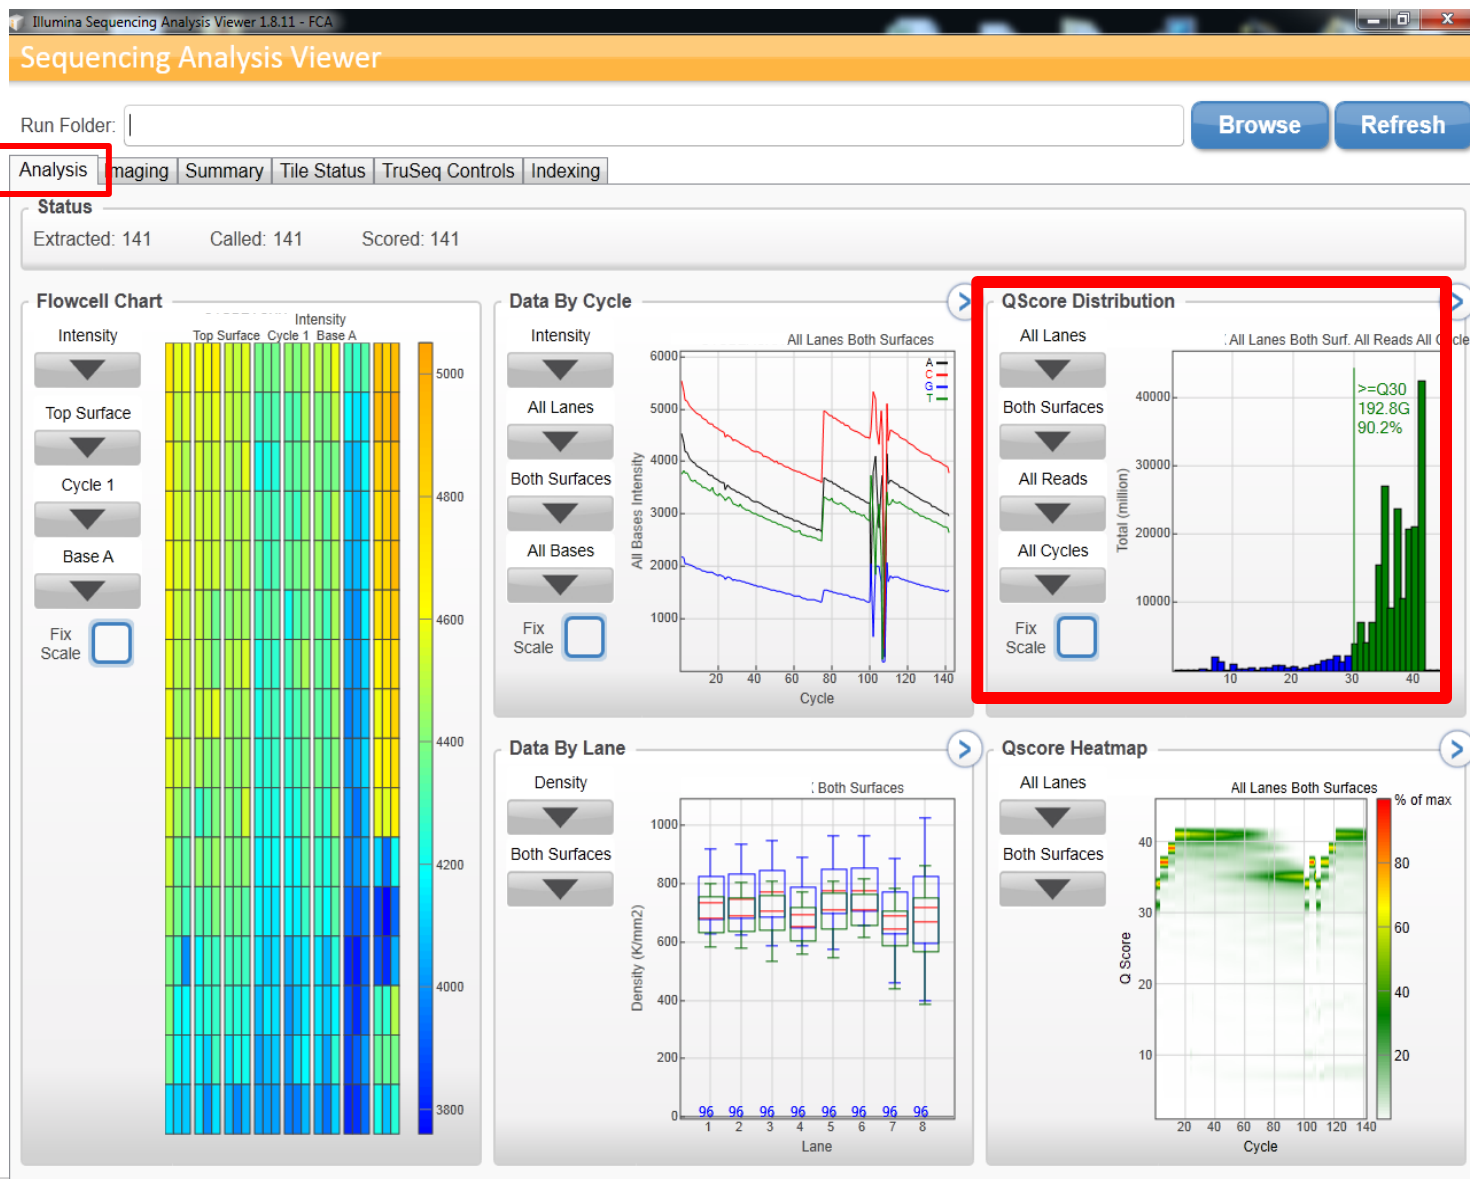 Illumina Sequencing Analysis Viewer 1.8.11 - FCA
Sequencing Analysis Viewer
Run Folder:
Browse
Refresh
Analysis
Imaging
Summary
Tile Status
TruSeq Controls
Indexing
Status
Extracted: 141
Called: 141
Scored: 141
Flowcell Chart
Intensity
Top Surface
Cycle 1
Base A
Fix
Scale
Intensity
Top Surface Cycle 1 Base A
5000
4800
4600
4400
4200
4000
3800
Data By Cycle
Intensity
All Lanes
Both Surfaces
All Bases
Fix
Scale
All Lanes Both Surfaces
A
C
G
T
6000
5000
4000
3000
2000
1000
All Bases Intensity
20 40 60 80 100 120 140
Cycle
QScore Distribution
All Lanes
Both Surfaces
All Reads
All Cycles
Fix
Scale
All Lanes Both Surf. All Reads All Cycle
>=Q30
192.8G
90.2%
40000
30000
20000
10000
Total (million)
10 20 30 40
Data By Lane
Density
Both Surfaces
Both Surfaces
1000
800
600
400
200
0
Density (K/mm2)
96 96 96 96 96 96 96 96
1 2 3 4 5 6 7 8
Lane
Qscore Heatmap
All Lanes
Both Surfaces
All Lanes Both Surfaces
% of max
80
60
40
20
40
30
20
10
Q Score
20 40 60 80 100 120 140
Cycle